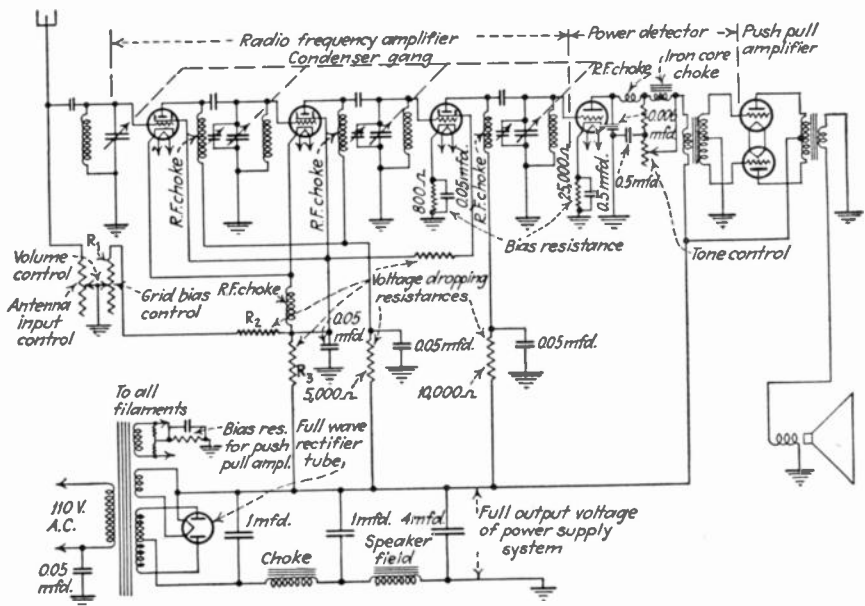 Radio frequency amplifier
Power detector
Push pull
amplifier
Condenser gang
R.F. choke
Iron core
choke
0.006
mfd.
0.5 mfd.
R.F. choke
R.F. choke
800 Ω
0.05 mfd.
R.F. choke
25,000 Ω
0.5 mfd.
Bias resistance
Tone control
R1
Volume
control
Antenna
input
control
Grid bias
control
R.F. choke
Voltage dropping
resistances
R2
R3
0.05
mfd.
5,000 Ω
0.05 mfd.
10,000 Ω
0.05 mfd.
To all
filaments
Bias res.
for push
pull ampl.
Full wave
rectifier
tube,
110 V.
A.C.
0.05
mfd.
1 mfd.
Choke
1 mfd.
Speaker
field
4 mfd.
Full output voltage
of power supply
system